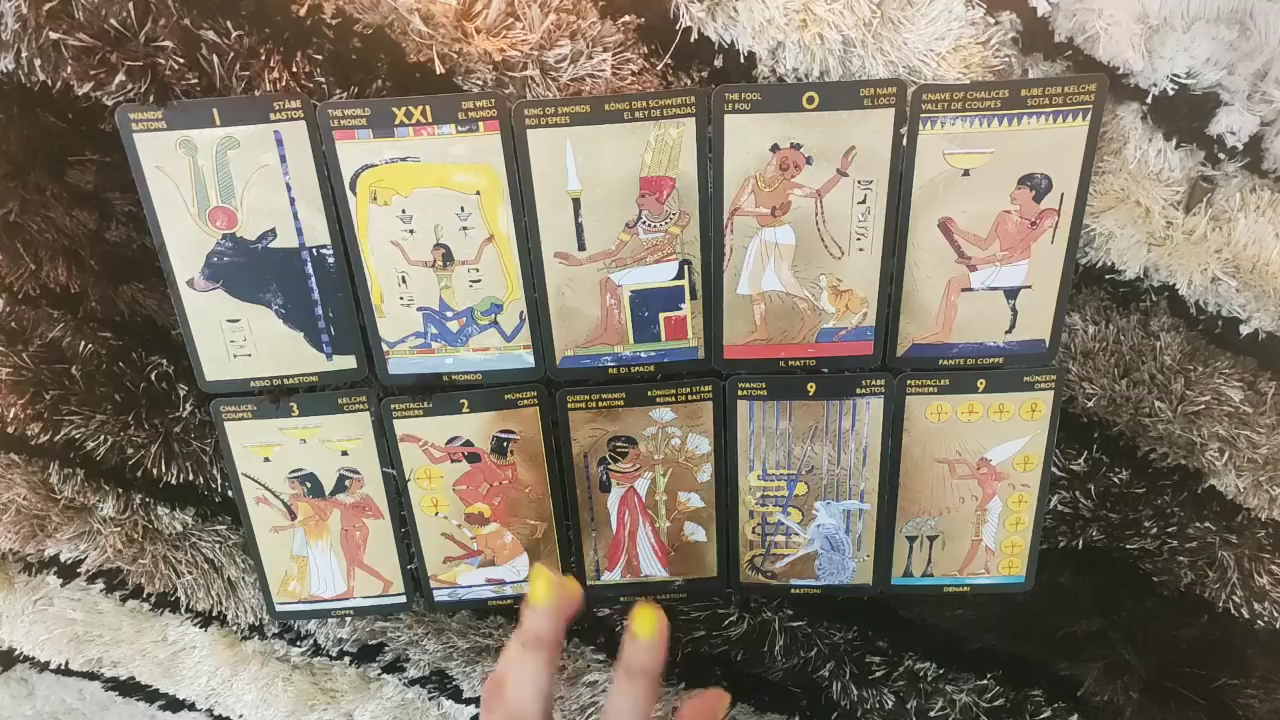 WANDS I STÄBE
BATONS BASTOS
ASSO DI BASTONI
THE WORLD XXI DIE WELT
LE MONDE EL MUNDO
IL MONDO
KING OF SWORDS KÖNIG DER SCHWERTER
ROI D'EPEES EL REY DE ESPADAS
RE DI SPADE
THE FOOL 0 DER NARR
LE FOU EL LOCO
IL MATTO
KNAVE OF CHALICES BUBE DER KELCHE
VALET DE COUPES SOTA DE COPAS
FANTE DI COPPE
CHALICES 3 KELCHE
COUPES COPAS
COPPE
PENTACLES 2 MÜNZEN
DENIERS OROS
DENARI
QUEEN OF WANDS KÖNIGIN DER STÄBE
REINE DE BATONS REINA DE BASTOS
REGINA DI BASTONI
WANDS 9 STÄBE
BATONS BASTOS
BASTONI
PENTACLES 9 MÜNZEN
DENIERS OROS
DENARI